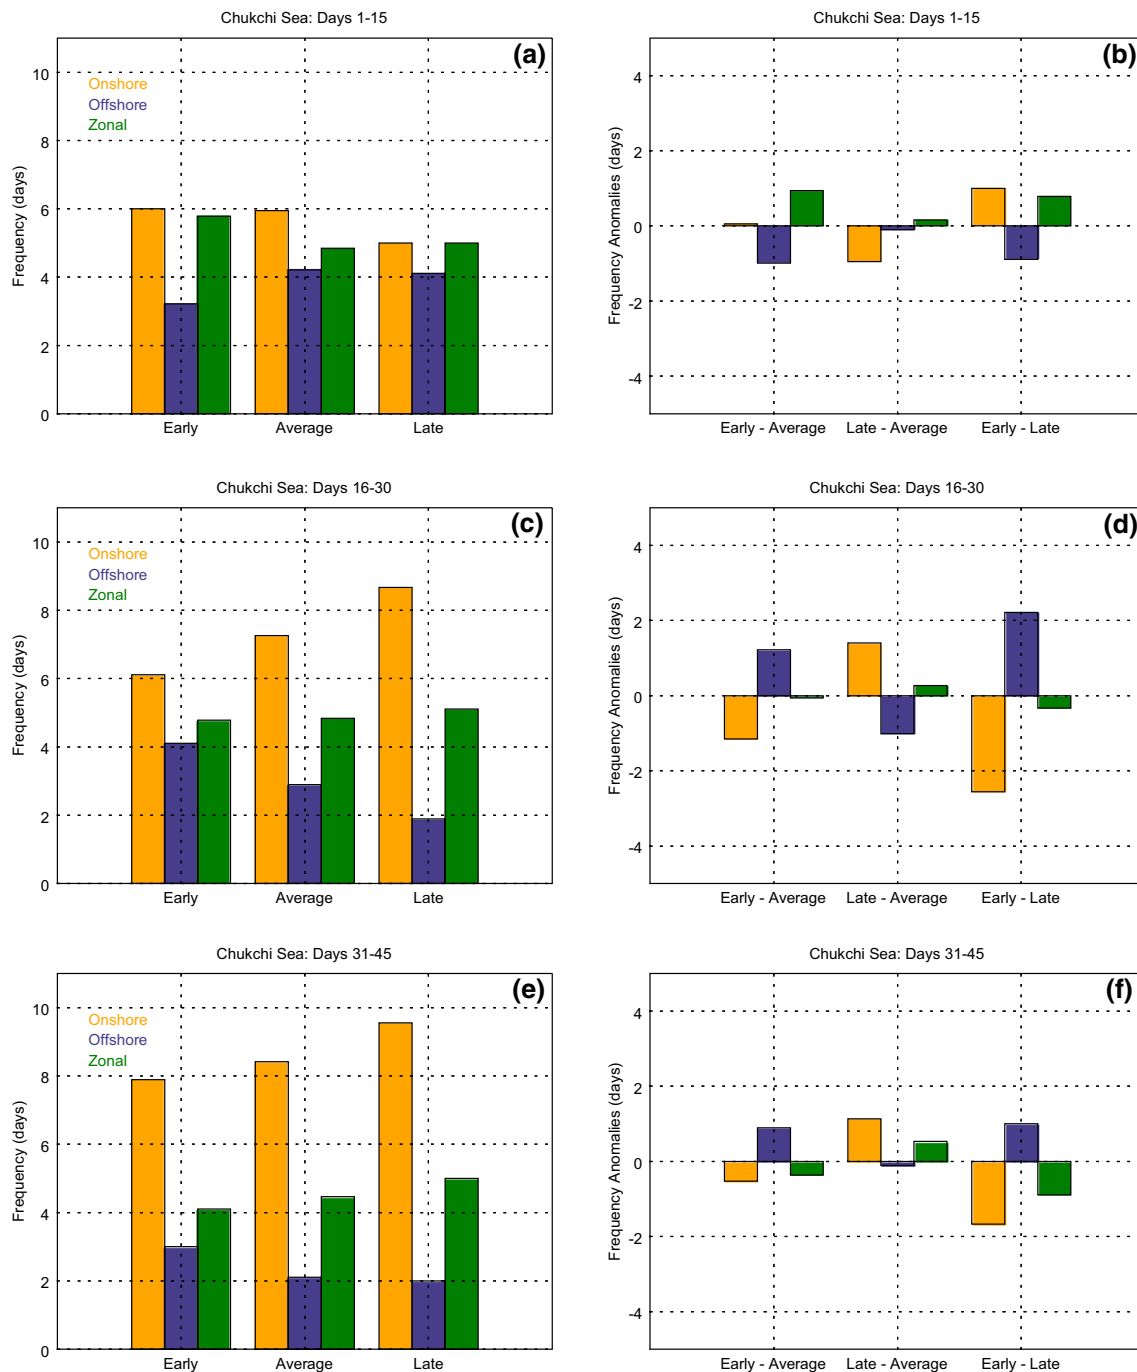 Chukchi Sea: Days 1-15
(a)
Onshore
Offshore
Zonal
Frequency (days)
10
8
6
4
2
0
Early Average Late
Chukchi Sea: Days 1-15
(b)
Frequency Anomalies (days)
4
2
0
-2
-4
Early - Average Late - Average Early - Late
Chukchi Sea: Days 16-30
(c)
Onshore
Offshore
Zonal
Frequency (days)
10
8
6
4
2
0
Early Average Late
Chukchi Sea: Days 16-30
(d)
Frequency Anomalies (days)
4
2
0
-2
-4
Early - Average Late - Average Early - Late
Chukchi Sea: Days 31-45
(e)
Onshore
Offshore
Zonal
Frequency (days)
10
8
6
4
2
0
Early Average Late
Chukchi Sea: Days 31-45
(f)
Frequency Anomalies (days)
4
2
0
-2
-4
Early - Average Late - Average Early - Late